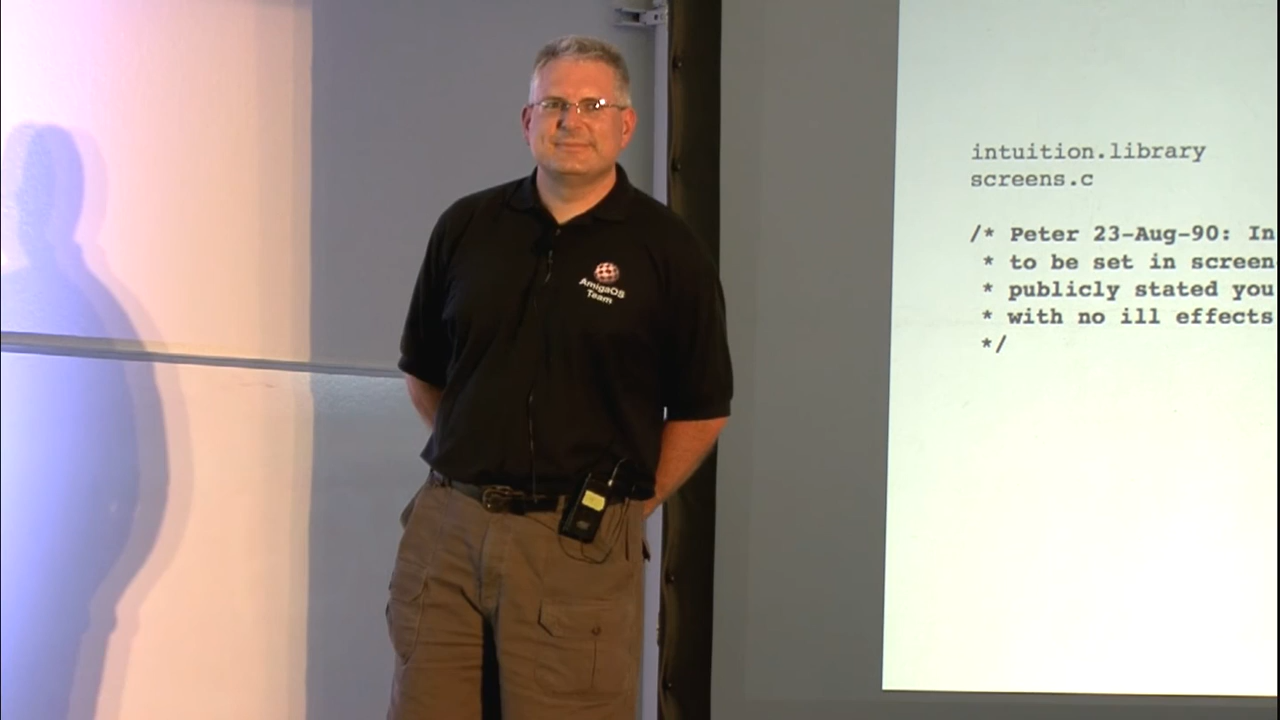 AmigaOS
Team
intuition.library
screens.c
/* Peter 23-Aug-90: In
* to be set in screen
* publicly stated you
* with no ill effects
*/